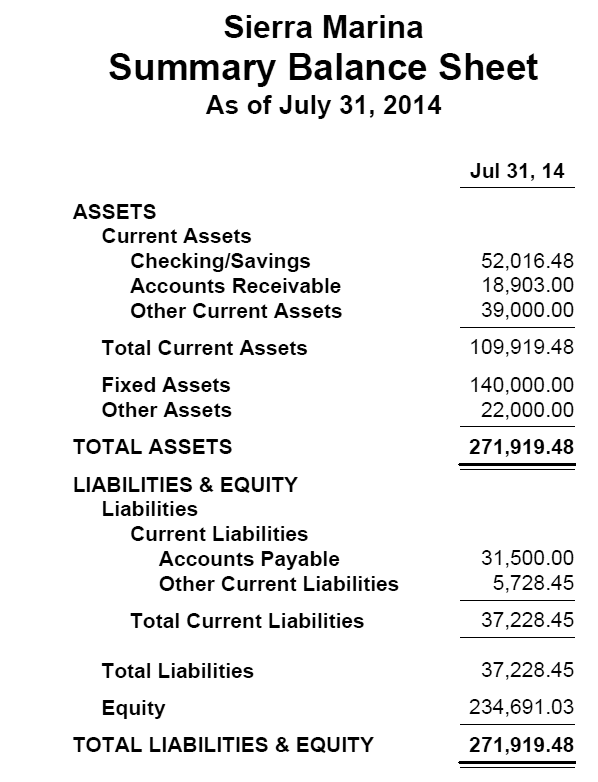 Sierra Marina
Summary Balance Sheet
As of July 31, 2014
Jul 31, 14
ASSETS
Current Assets
Checking/Savings 52,016.48
Accounts Receivable 18,903.00
Other Current Assets 39,000.00
Total Current Assets 109,919.48
Fixed Assets 140,000.00
Other Assets 22,000.00
TOTAL ASSETS 271,919.48
LIABILITIES & EQUITY
Liabilities
Current Liabilities
Accounts Payable 31,500.00
Other Current Liabilities 5,728.45
Total Current Liabilities 37,228.45
Total Liabilities 37,228.45
Equity 234,691.03
TOTAL LIABILITIES & EQUITY 271,919.48